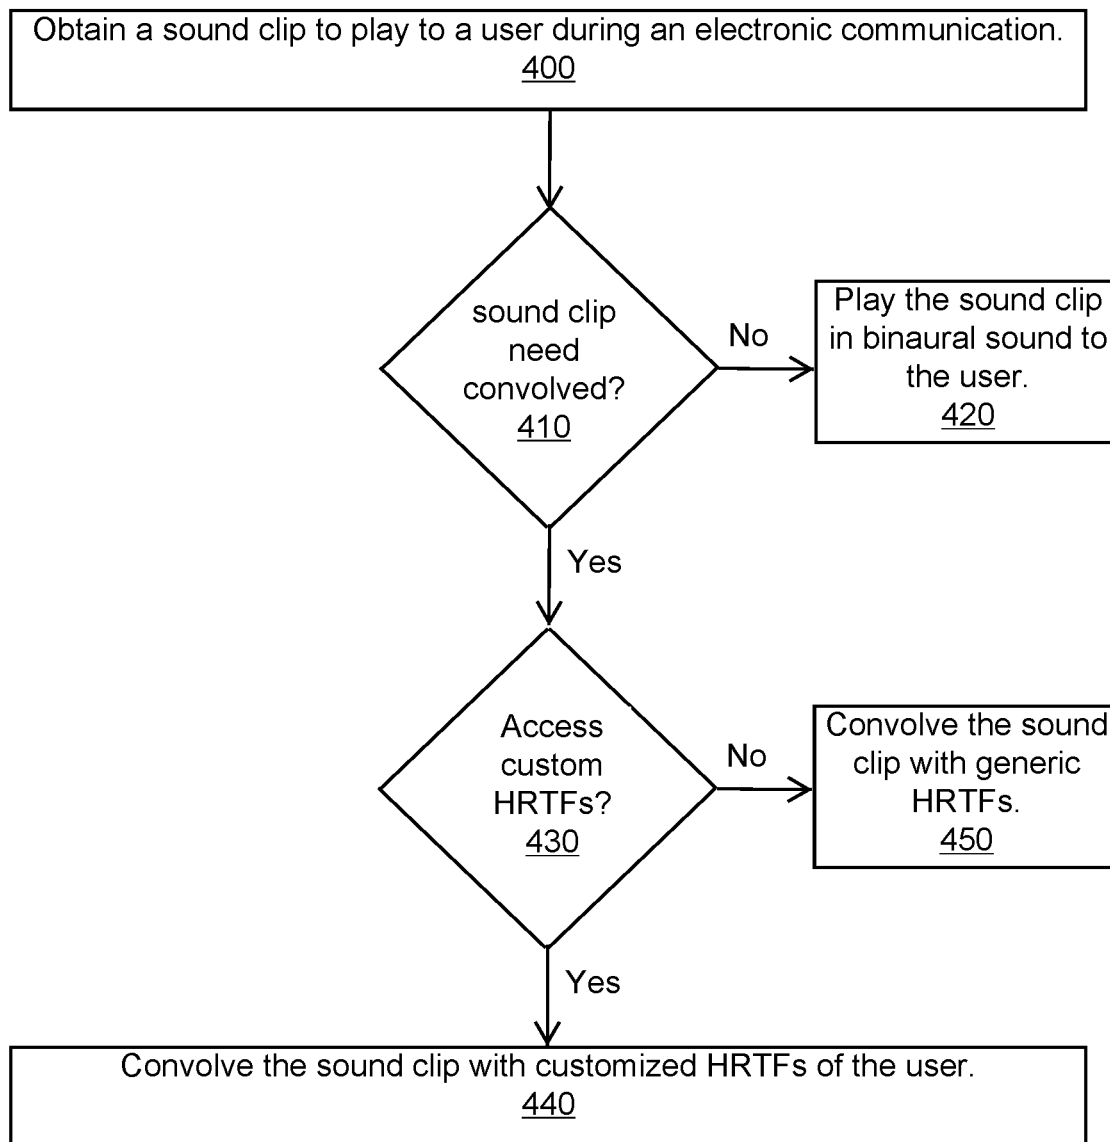 Obtain a sound clip to play to a user during an electronic communication.
400
sound clip
need
convolved?
410
No
Play the sound clip
in binaural sound to
the user.
420
Yes
Access
custom
HRTFs?
430
No
Convolve the sound
clip with generic
HRTFs.
450
Yes
Convolve the sound clip with customized HRTFs of the user.
440